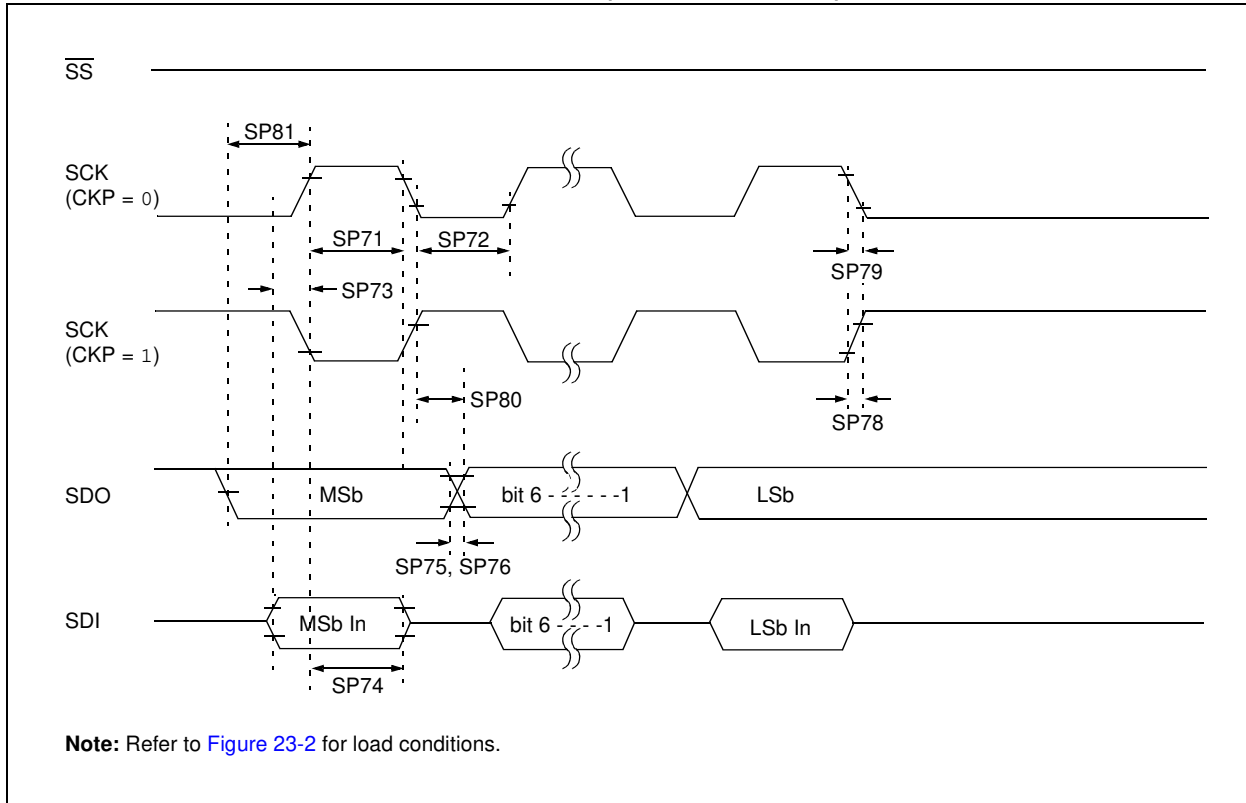 SS
SP81
SCK
(CKP = 0)
SP71
SP72
SP79
SP73
SCK
(CKP = 1)
SP80
SP78
SDO
MSb
bit 6 - - - - - -1
LSb
SP75, SP76
SDI
MSb In
bit 6 - - - -1
LSb In
SP74
Note: Refer to Figure 23-2 for load conditions.